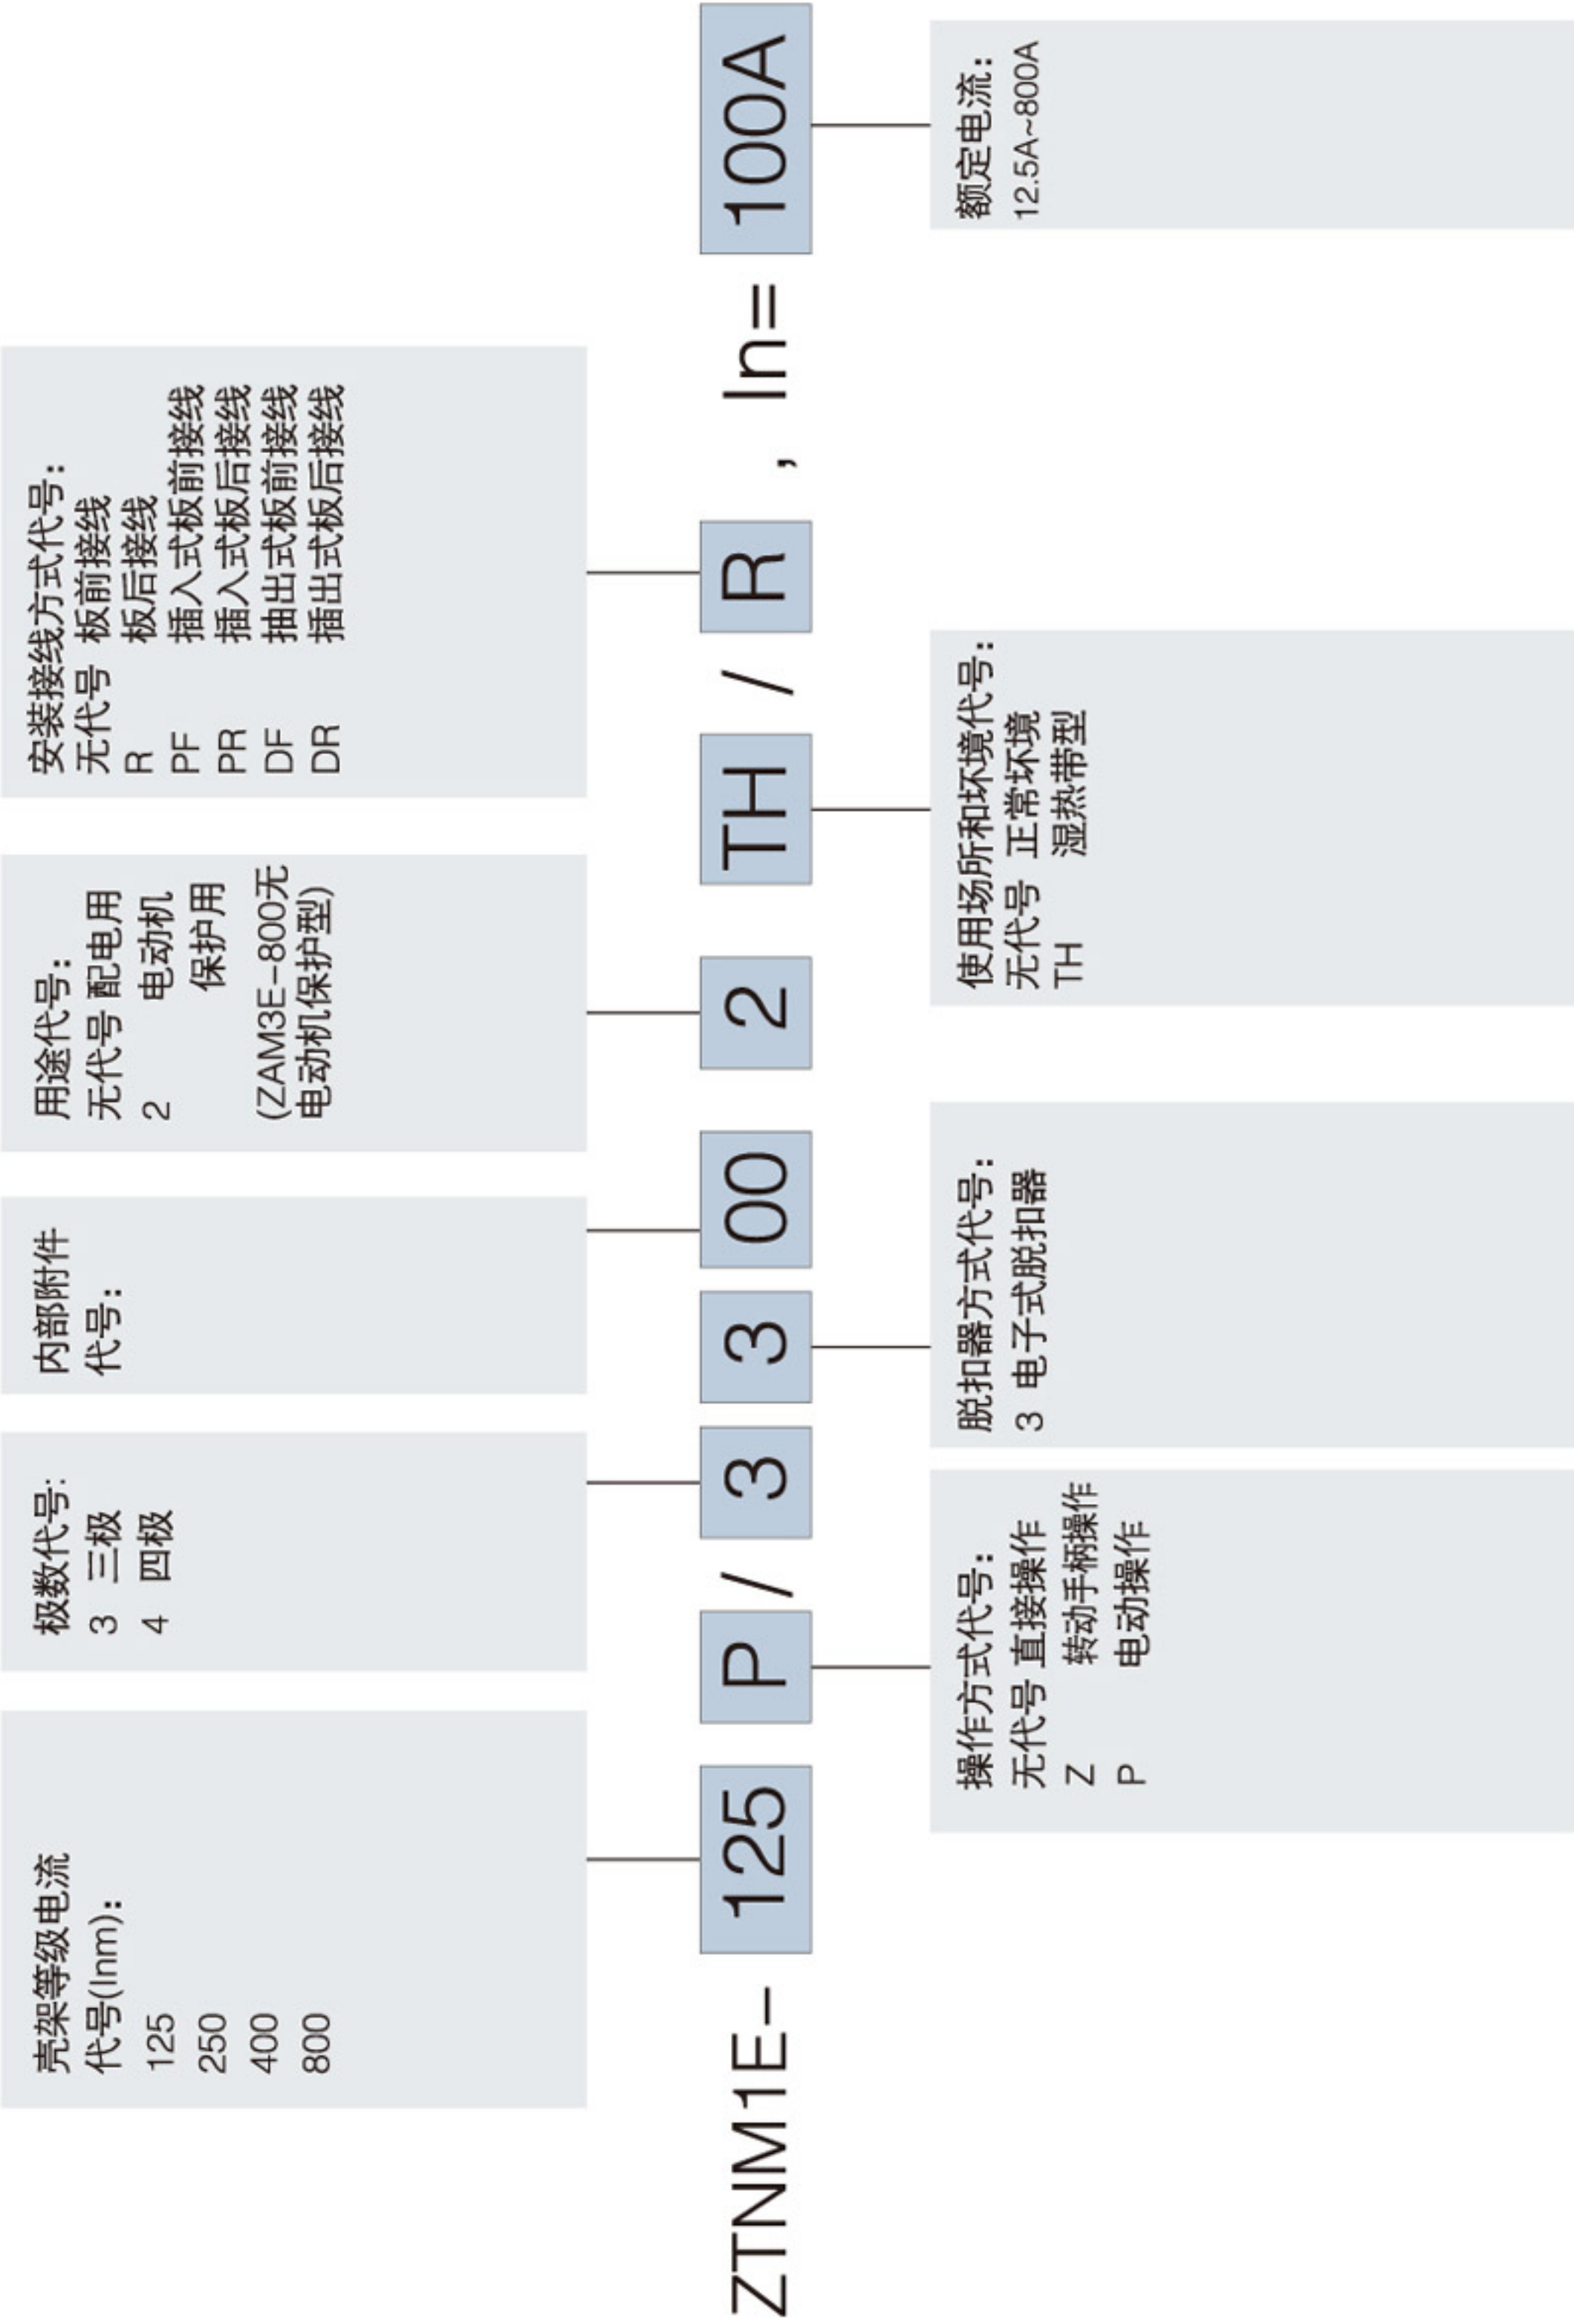 壳架等级电流
代号(Inm)：
125
250
400
800
极数代号:
3 三极
4 四极
内部附件
代号：
用途代号：
无代号 配电用
2 电动机
保护用
(ZAM3E-800无
电动机保护型)
安装接线方式代号：
无代号 板前接线
R 板后接线
PF 插入式板前接线
PR 插入式板后接线
DF 抽出式板前接线
DR 插出式板后接线
ZTNM1E- 125 P / 3 3 00 2 TH / R , In= 100A
操作方式代号：
无代号 直接操作
Z 转动手柄操作
P 电动操作
脱扣器方式代号：
3 电子式脱扣器
使用场所和环境代号：
无代号 正常环境
TH 湿热带型
额定电流：
12.5A~800A